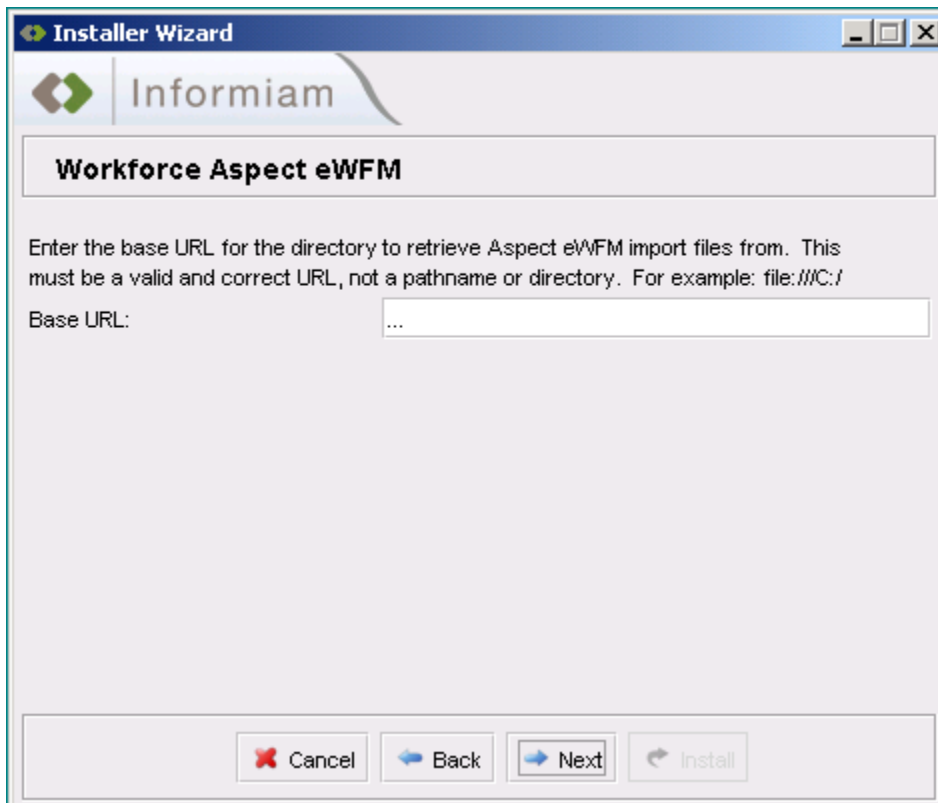 Installer Wizard
Informiam
Workforce Aspect eWFM
Enter the base URL for the directory to retrieve Aspect eWFM import files from.  This
must be a valid and correct URL, not a pathname or directory.  For example: file:///C:/
Base URL:
...
Cancel
Back
Next
Install